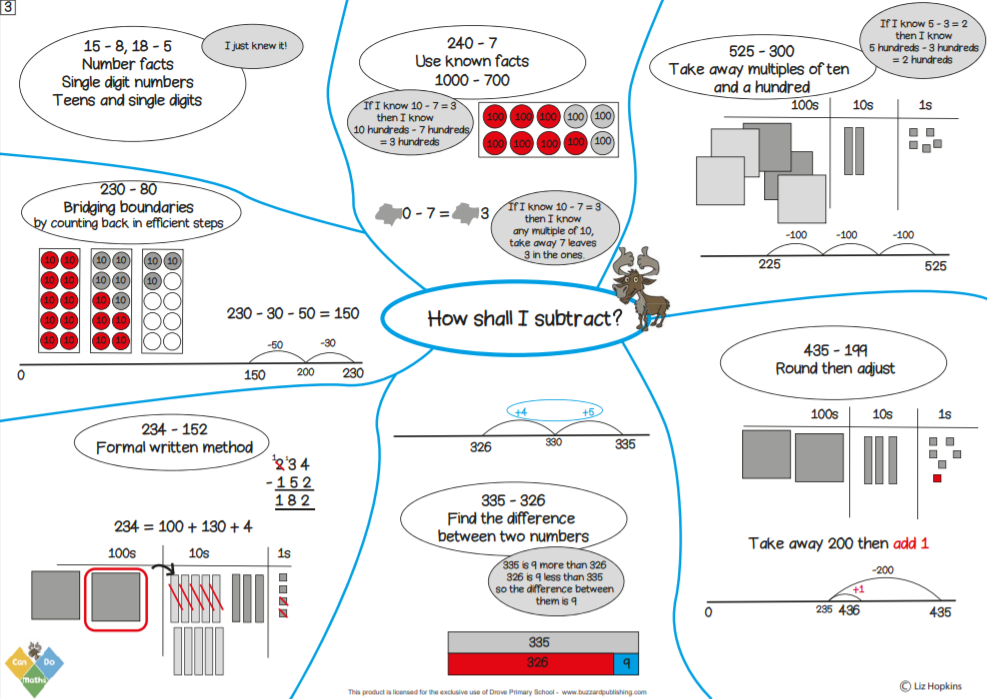 3
15 - 8, 18 - 5
Number facts
Single digit numbers
Teens and single digits
I just knew it!
240 - 7
Use known facts
1000 - 700
If I know 10 - 7 = 3
then I know
10 hundreds - 7 hundreds
= 3 hundreds
100 100 100 100 100
100 100 100 100 100
0 - 7 = 3
If I know 10 - 7 = 3
then I know
any multiple of 10,
take away 7 leaves
3 in the ones.
525 - 300
Take away multiples of ten
and a hundred
If I know 5 - 3 = 2
then I know
5 hundreds - 3 hundreds
= 2 hundreds
100s 10s 1s
-100 -100 -100
225 525
230 - 80
Bridging boundaries
by counting back in efficient steps
10 10 10 10 10 10
10 10 10 10 10
10 10 10 10
10 10 10 10
10 10 10 10
230 - 30 - 50 = 150
-50 -30
0 150 200 230
How shall I subtract?
435 - 199
Round then adjust
100s 10s 1s
Take away 200 then add 1
-200
+1
0 235 436 435
234 - 152
Formal written method
1 1
2 3 4
- 1 5 2
1 8 2
234 = 100 + 130 + 4
100s 10s 1s
+4 +5
326 330 335
335 - 326
Find the difference
between two numbers
335 is 9 more than 326
326 is 9 less than 335
so the difference between
them is 9
335
326 9
Can Do
Maths
This product is licensed for the exclusive use of Drove Primary School - www.buzzardpublishing.com
© Liz Hopkins